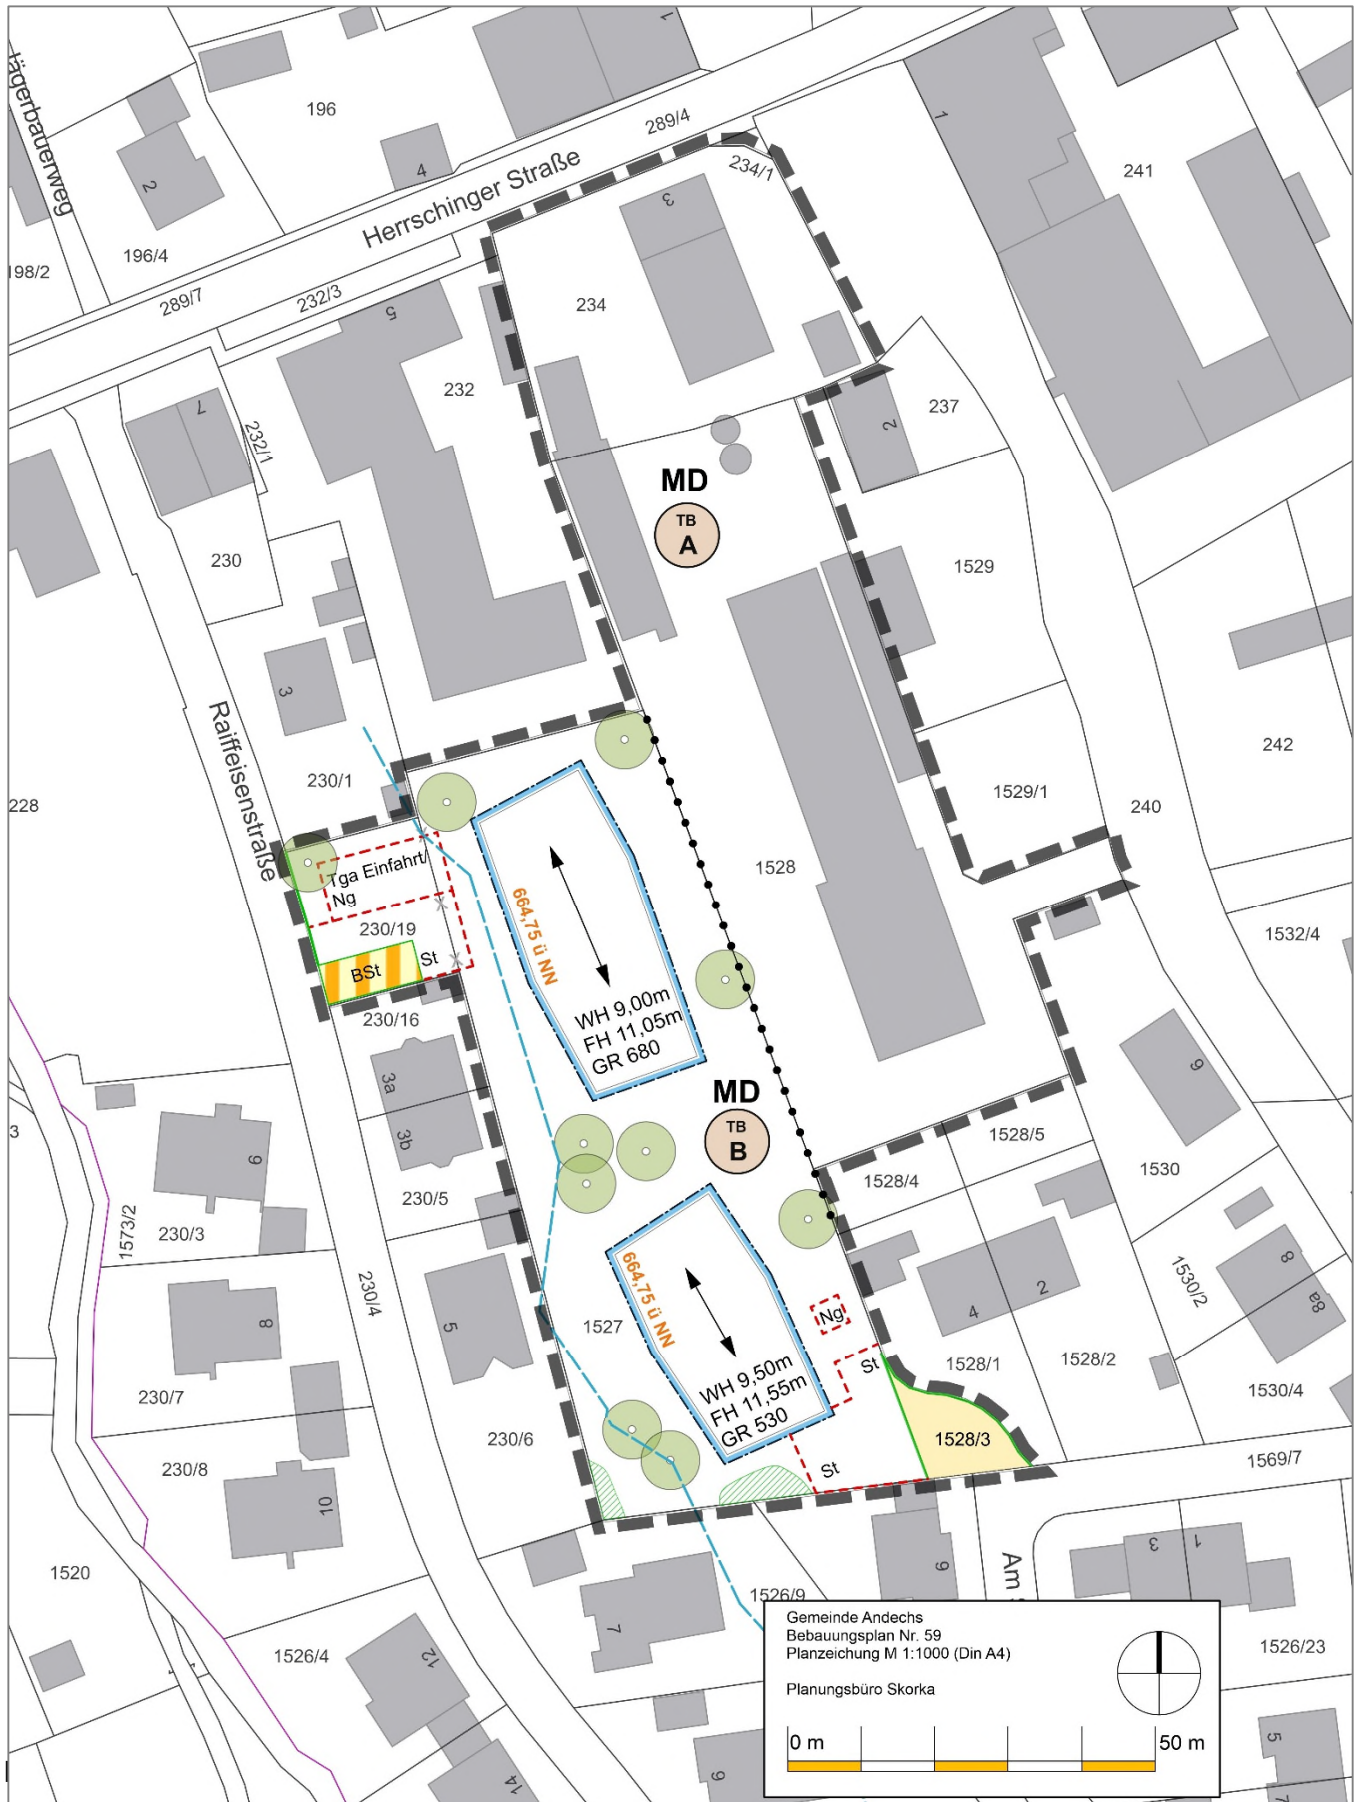 Jägerbauerweg
196
1
289/4
Herrschinger Straße
4
2
234/1
1
241
3
196/4
198/2
289/7
232/3
5
234
232
7
232/1
237
2
MD
TB
A
230
1529
3
Raiffeisenstraße
230/1
242
228
1529/1
240
1528
Tga Einfahrt/
Ng
230/19
BSt
St
664,75 ü NN
WH 9,00m
FH 11,05m
GR 680
1532/4
230/16
3a
3b
9
MD
TB
B
3
9
1528/5
1530
1528/4
230/5
1573/2
230/3
230/4
1530/2
8
8a
664,75 ü NN
1527
Ng
4
2
8
5
St
1528/1
1528/2
WH 9,50m
FH 11,55m
GR 530
1530/4
230/7
230/6
1528/3
230/8
St
1569/7
10
1520
Am
3
1
9
7
1526/9
1526/4
12
1526/23
14
9
5
7
Gemeinde Andechs
Bebauungsplan Nr. 59
Planzeichung M 1:1000 (Din A4)
Planungsbüro Skorka
0 m
50 m